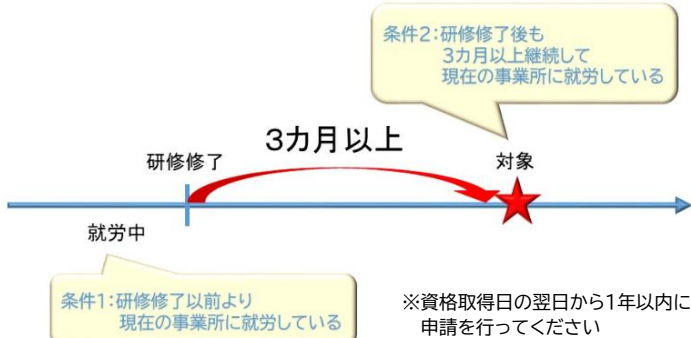 条件2:研修修了後も
3カ月以上継続して
現在の事業所に就労している
3カ月以上
研修修了
対象
就労中
条件1:研修修了以前より
現在の事業所に就労している
※資格取得日の翌日から1年以内に
申請を行ってください